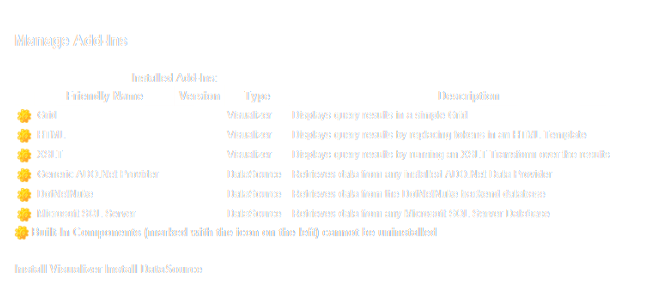 Manage Add-Ins
Installed Add-Ins:
Friendly Name Version Type Description
Grid Visualizer Displays query results in a simple Grid
HTML Visualizer Displays query results by replacing tokens in an HTML Template
XSLT Visualizer Displays query results by running an XSLT Transform over the results
Generic ADO.Net Provider DataSource Retrieves data from any installed ADO.Net Data Provider
DotNetNuke DataSource Retrieves data from the DotNetNuke backend database
Microsoft SQL Server DataSource Retrieves data from any Microsoft SQL Server Database
Built In Components (marked with the icon on the left) cannot be uninstalled
Install Visualizer Install DataSource